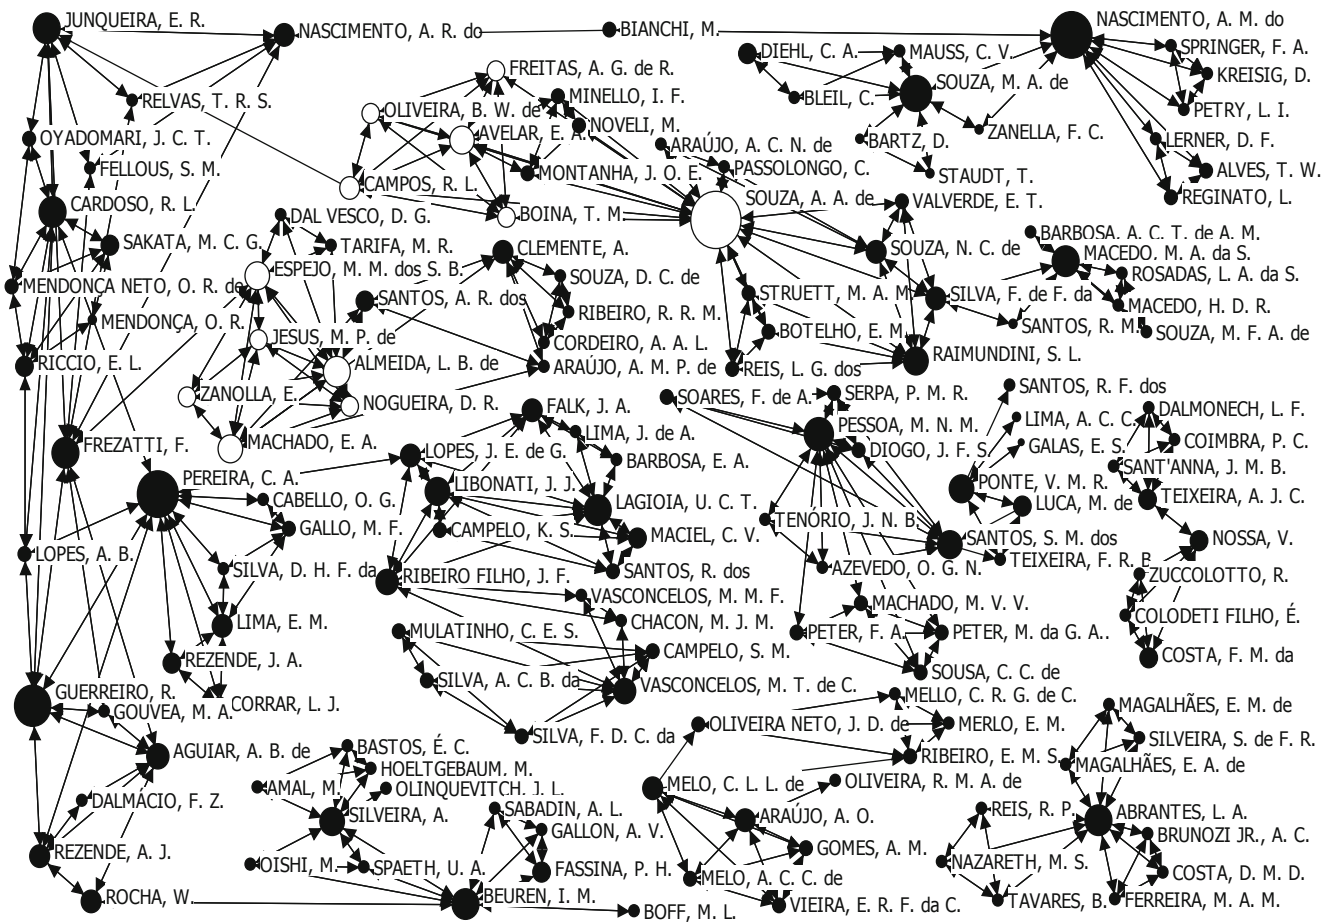 JUNQUEIRA, E. R.
NASCIMENTO, A. R. do
BIANCHI, M.
NASCIMENTO, A. M. do
DIEHL, C. A.
MAUSS, C. V.
SPRINGER, F. A.
KREISIG, D.
FREITAS, A. G. de R.
SOUZA, M. A. de
RELVAS, T. R. S.
MINELLO, I. F.
BLEIL, C.
PETRY, L. I.
OLIVEIRA, B. W. de
NOVELI, M.
ZANELLA, F. C.
OYADOMARI, J. C. T.
AVELAR, E. A.
ARAÚJO, A. C. N. de
BARTZ, D.
LERNER, D. F.
FELLOUS, S. M.
MONTANHA, J. O. E.
PASSOLONGO, C.
STAUDT, T.
ALVES, T. W.
CAMPOS, R. L.
SOUZA, A. A. de
VALVERDE, E. T.
REGINATO, L.
CARDOSO, R. L.
DAL VESCO, D. G.
BOINA, T. M
BARBOSA, A. C. T. de A. M.
SAKATA, M. C. G.
TARIFA, M. R.
CLEMENTE, A.
SOUZA, N. C. de
MACEDO, M. A. da S.
ESPEJO, M. M. dos S. B.
SOUZA, D. C. de
ROSADAS, L. A. da S.
MENDONÇA NETO, O. R. de
SANTOS, A. R. dos
STRUETT, M. A. M
SILVA, F. de F. da
MACEDO, H. D. R.
MENDONÇA, O. R.
RIBEIRO, R. R. M.
SANTOS, R. M.
SOUZA, M. F. A. de
JESUS, M. P. de
CORDEIRO, A. A. L.
BOTELHO, E. M
RICCIO, E. L.
ALMEIDA, L. B. de
ARAÚJO, A. M. P. de
REIS, L. G. dos
RAIMUNDINI, S. L.
ZANOLLA, E.
NOGUEIRA, D. R.
SOARES, F. de A.
SERPA, P. M. R.
SANTOS, R. F. dos
FREZATTI, F.
MACHADO, E. A.
FALK, J. A.
LIMA, J. de A.
PESSOA, M. N. M.
LIMA, A. C. C.
DALMONECH, L. F.
LOPES, J. E. de G.
BARBOSA, E. A.
DIOGO, J. F. S.
GALAS, E. S.
COIMBRA, P. C.
PEREIRA, C. A.
LIBONATI, J. J.
SANT'ANNA, J. M. B.
CABELLO, O. G.
LAGIOIA, U. C. T.
PONTE, V. M. R.
TEIXEIRA, A. J. C.
GALLO, M. F.
CAMPELO, K. S.
MACIEL, C. V.
TENÓRIO, J. N. B.
LUCA, M. de
LOPES, A. B.
SILVA, D. H. F. da
RIBEIRO FILHO, J. F.
SANTOS, R. dos
AZEVEDO, O. G. N.
SANTOS, S. M. dos
TEIXEIRA, F. R. B
NOSSA, V.
ZUCCOLOTTO, R.
VASCONCELOS, M. M. F.
MACHADO, M. V. V.
LIMA, E. M.
MULATINHO, C. E. S.
CHACON, M. J. M.
PETER, F. A.
PETER, M. da G. A..
COLODETI FILHO, É.
REZENDE, J. A.
CAMPELO, S. M.
SOUSA, C. C. de
COSTA, F. M. da
GUERREIRO, R.
SILVA, A. C. B. da
VASCONCELOS, M. T. de C.
MELLO, C. R. G. de C.
GOUVEA, M. A.
CORRAR, L. J.
MAGALHÃES, E. M. de
AGUIAR, A. B. de
SILVA, F. D. C. da
OLIVEIRA NETO, J. D. de
MERLO, E. M.
SILVEIRA, S. de F. R.
BASTOS, É. C.
HOELTGEBAUM, M.
RIBEIRO, E. M. S.
MAGALHÃES, E. A. de
DALMÁCIO, F. Z.
AMAL, M.
OLINQUEVITCH, J. L.
MELO, C. L. L. de
OLIVEIRA, R. M. A. de
SILVEIRA, A.
SABADIN, A. L.
ARAÚJO, A. O.
REIS, R. P.
ABRANTES, L. A.
GALLON, A. V.
BRUNOZI JR., A. C.
REZENDE, A. J.
OISHI, M.
SPAETH, U. A.
FASSINA, P. H.
GOMES, A. M.
NAZARETH, M. S.
COSTA, D. M. D.
ROCHA, W.
BEUREN, I. M.
BOFF, M. L.
MELO, A. C. C. de
VIEIRA, E. R. F. da C.
TAVARES, B.
FERREIRA, M. A. M.